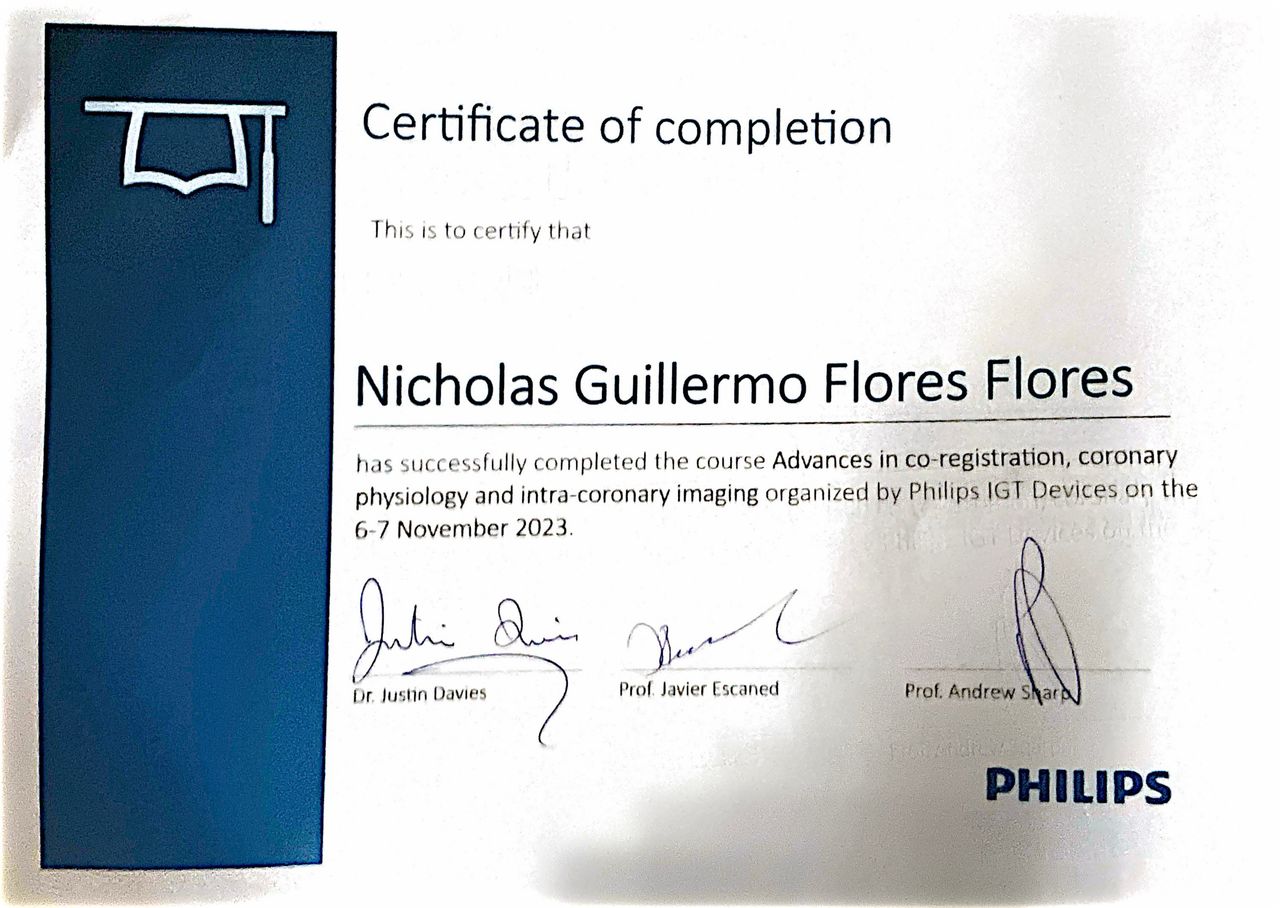 Certificate of completion
This is to certify that
Nicholas Guillermo Flores Flores
has successfully completed the course Advances in co-registration, coronary
physiology and intra-coronary imaging organized by Philips IGT Devices on the
6-7 November 2023.
Dr. Justin Davies
Prof. Javier Escaned
Prof. Andrew Sharp
PHILIPS